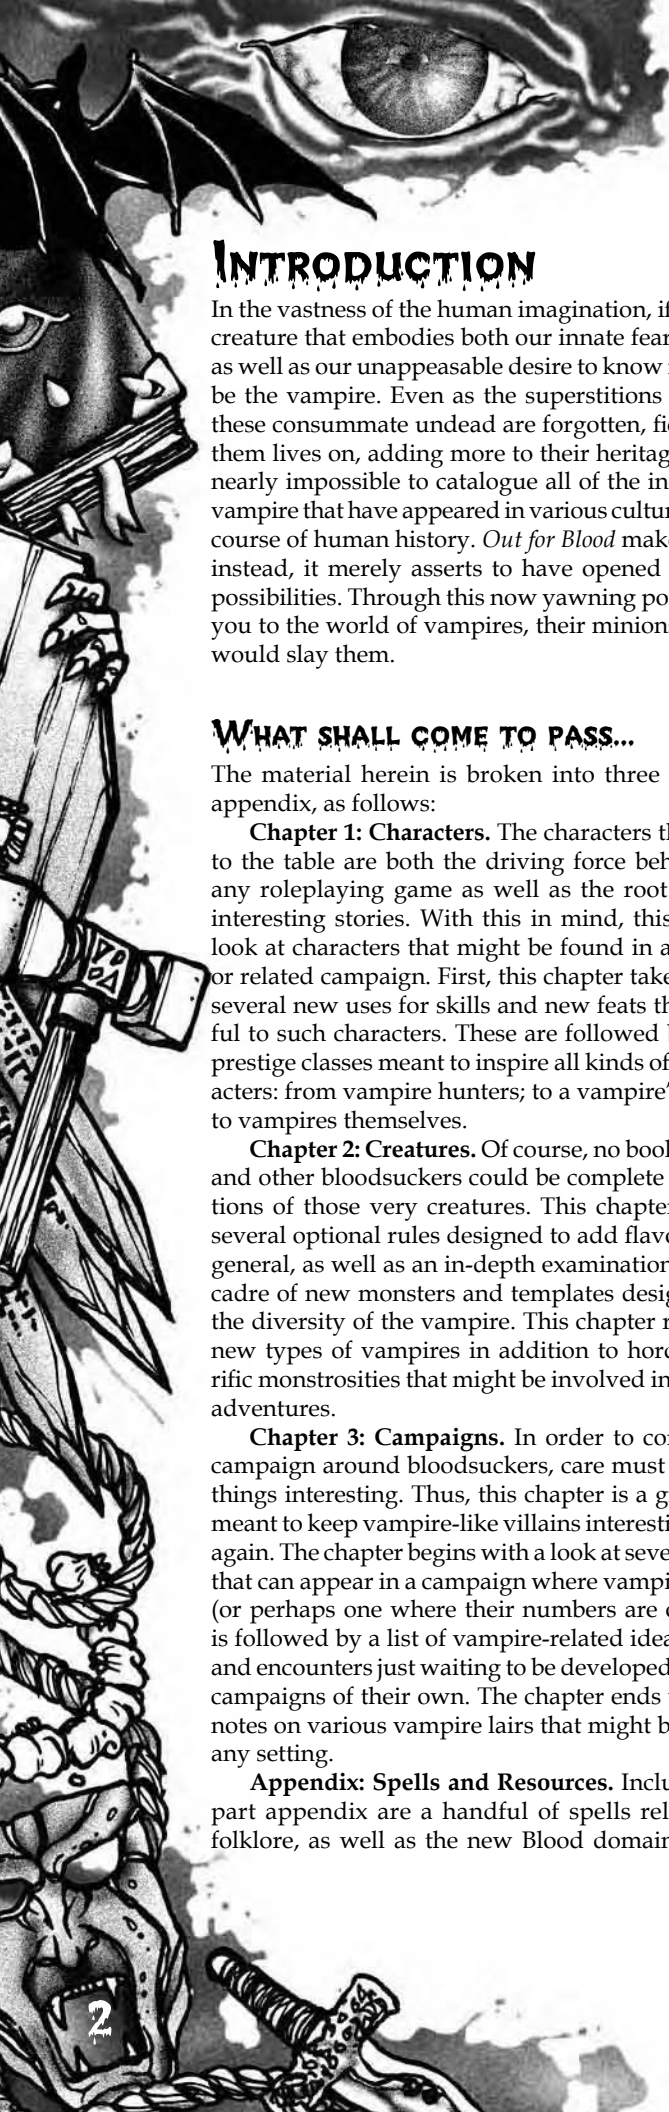 Introduction
In the vastness of the human imagination, if
creature that embodies both our innate fear
as well as our unappeasable desire to know
be the vampire. Even as the superstitions
these consummate undead are forgotten, fi
them lives on, adding more to their heritag
nearly impossible to catalogue all of the in
vampire that have appeared in various cultur
course of human history. Out for Blood mak
instead, it merely asserts to have opened
possibilities. Through this now yawning po
you to the world of vampires, their minion
would slay them.
What shall come to pass...
The material herein is broken into three
appendix, as follows:
Chapter 1: Characters. The characters th
to the table are both the driving force beh
any roleplaying game as well as the root
interesting stories. With this in mind, this
look at characters that might be found in a
or related campaign. First, this chapter take
several new uses for skills and new feats th
ful to such characters. These are followed
prestige classes meant to inspire all kinds of
acters: from vampire hunters; to a vampire'
to vampires themselves.
Chapter 2: Creatures. Of course, no book
and other bloodsuckers could be complete
tions of those very creatures. This chapter
several optional rules designed to add flavo
general, as well as an in-depth examination
cadre of new monsters and templates desig
the diversity of the vampire. This chapter r
new types of vampires in addition to hord
rific monstrosities that might be involved in
adventures.
Chapter 3: Campaigns. In order to con
campaign around bloodsuckers, care must
things interesting. Thus, this chapter is a g
meant to keep vampire-like villains interesti
again. The chapter begins with a look at seve
that can appear in a campaign where vampi
(or perhaps one where their numbers are
is followed by a list of vampire-related idea
and encounters just waiting to be developed
campaigns of their own. The chapter ends
notes on various vampire lairs that might b
any setting.
Appendix: Spells and Resources. Inclu
part appendix are a handful of spells rel
folklore, as well as the new Blood domain
2